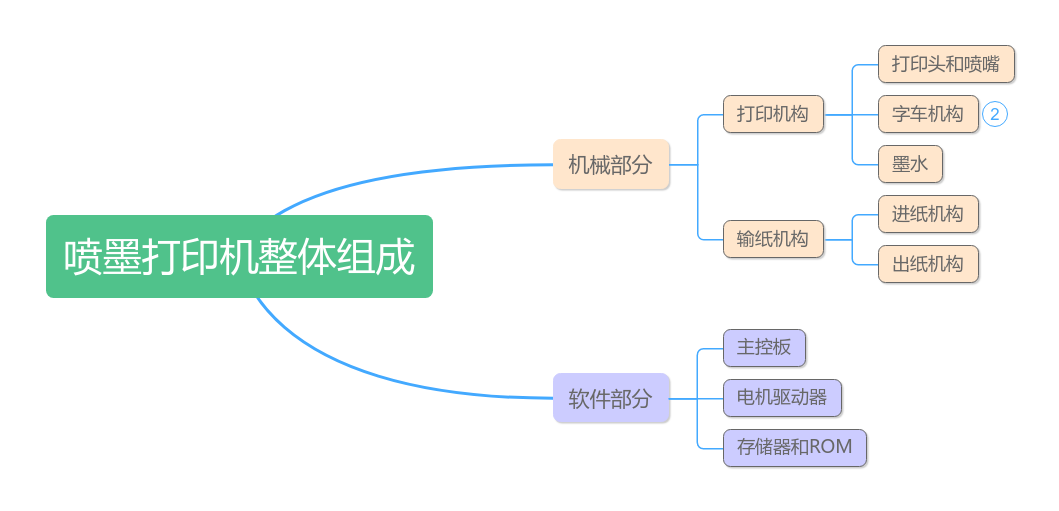 喷墨打印机整体组成
机械部分
打印机构
打印头和喷嘴
字车机构
2
墨水
输纸机构
进纸机构
出纸机构
软件部分
主控板
电机驱动器
存储器和ROM